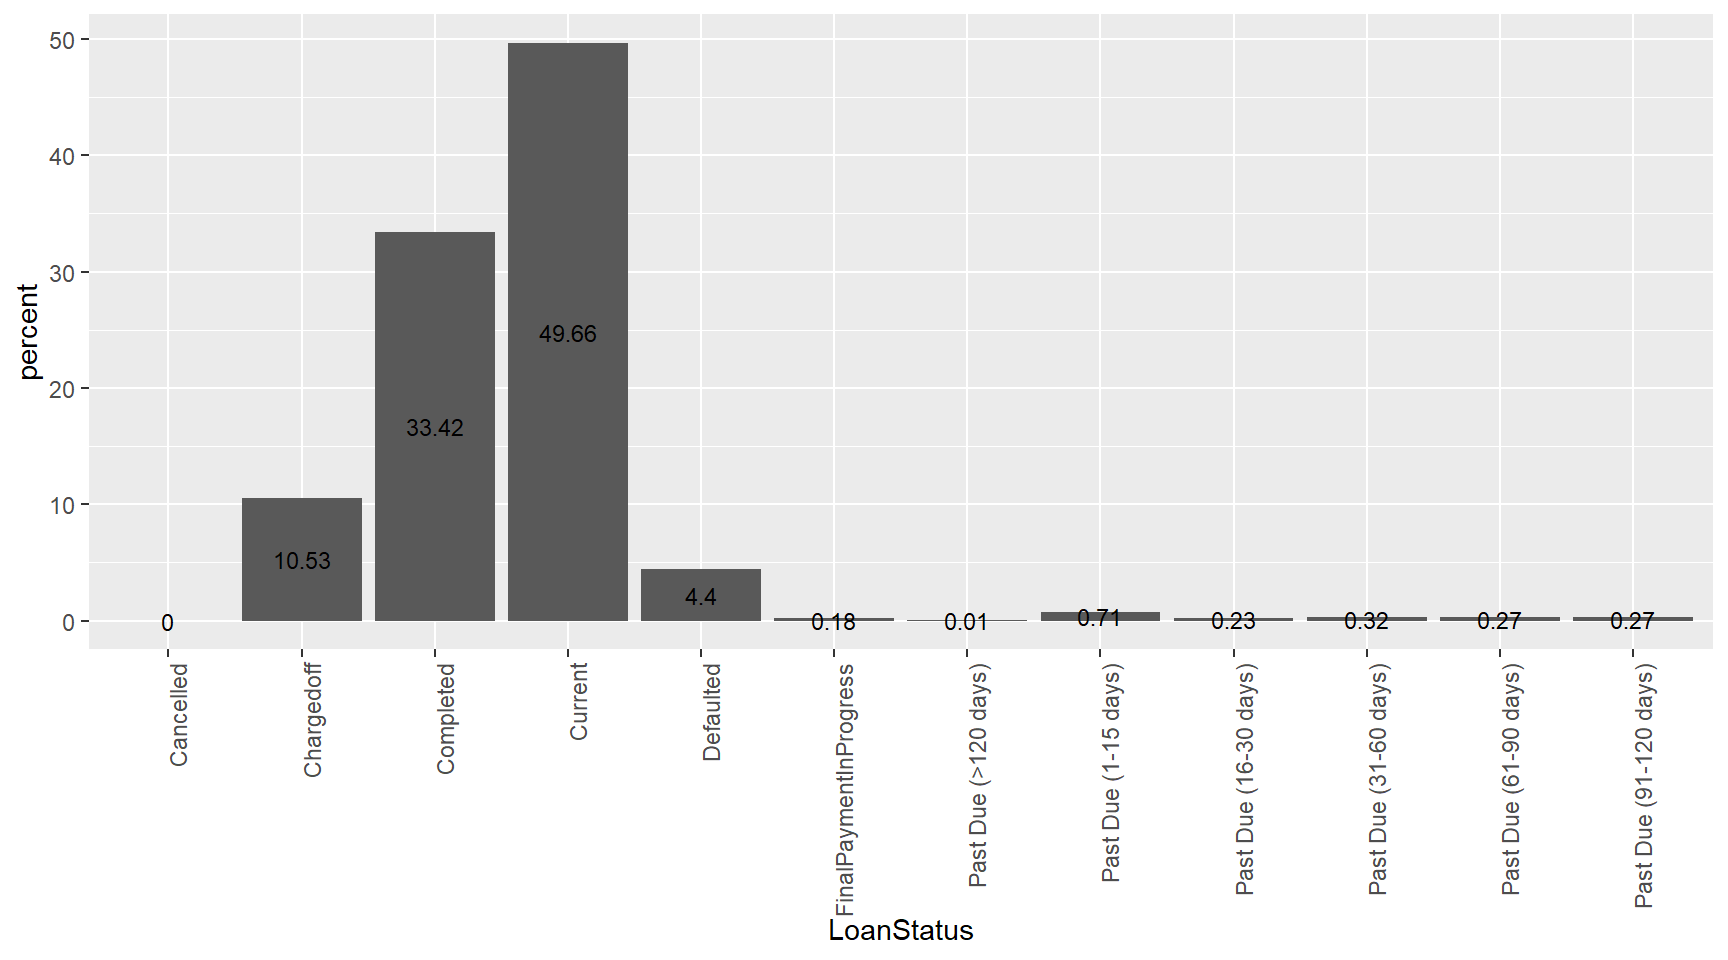 50
40
30
20
10
0
percent
0
10.53
33.42
49.66
4.4
0.18
0.01
0.71
0.23
0.32
0.27
0.27
Cancelled
Chargedoff
Completed
Current
Defaulted
FinalPaymentInProgress
Past Due (>120 days)
Past Due (1-15 days)
Past Due (16-30 days)
Past Due (31-60 days)
Past Due (61-90 days)
Past Due (91-120 days)
LoanStatus